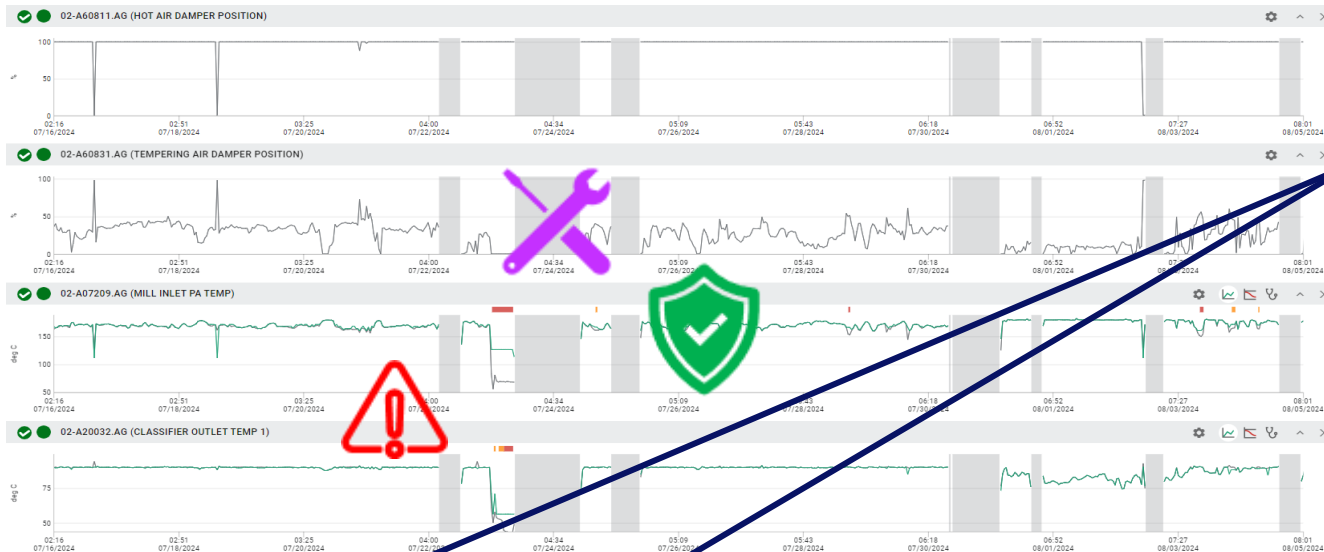 02-A60811.AG (HOT AIR DAMPER POSITION)
100
50
0
%
02:16 02:51 03:25 04:00 04:34 05:09 05:43 06:18 06:52 07:27 08:01
07/16/2024 07/18/2024 07/20/2024 07/22/2024 07/24/2024 07/26/2024 07/28/2024 07/30/2024 08/01/2024 08/03/2024 08/05/2024
02-A60831.AG (TEMPERING AIR DAMPER POSITION)
100
50
0
%
02:16 02:51 03:25 04:00 04:34 05:09 05:43 06:18 06:52 08:01
07/16/2024 07/18/2024 07/20/2024 07/22/2024 07/24/2024 07/26/2024 07/28/2024 07/30/2024 08/01/2024 08/05/2024
02-A07209.AG (MILL INLET PA TEMP)
150
100
50
deg C
02:16 02:51 03:25 04:34 05:09 06:18 06:52 07:27 08:01
07/16/2024 07/18/2024 07/20/2024 07/24/2024 07/26/2024 07/28/2024 07/30/2024 08/01/2024 08/03/2024 08/05/2024
02-A20032.AG (CLASSIFIER OUTLET TEMP 1)
75
50
deg C
02:16 02:51 03:25 04:00 04:34 05:09 05:43 06:18 06:52 07:27 08:01
07/16/2024 07/18/2024 07/20/2024 07/24/2024 07/26/2024 07/28/2024 07/30/2024 08/01/2024 08/03/2024 08/05/2024